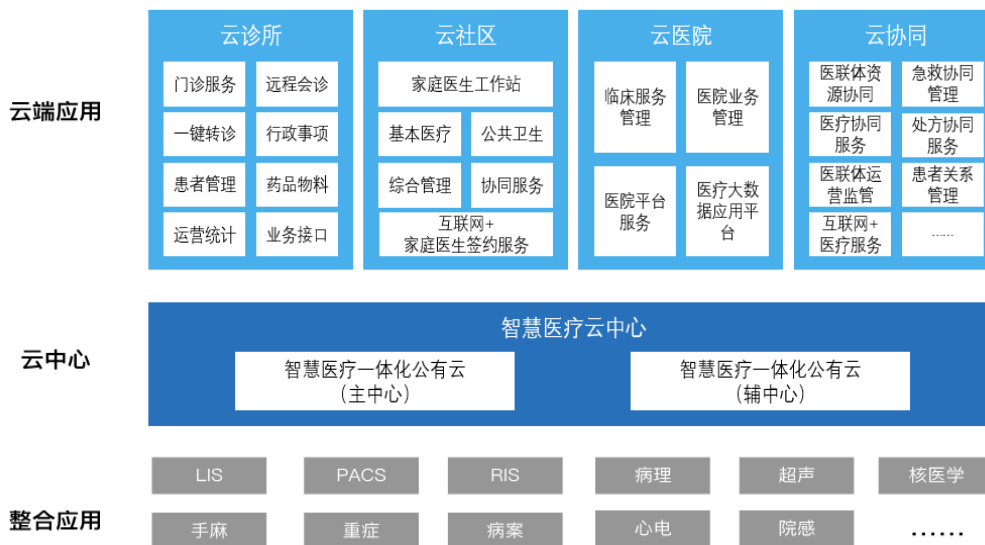 云端应用
云诊所
门诊服务
远程会诊
一键转诊
行政事项
患者管理
药品物料
运营统计
业务接口
云社区
家庭医生工作站
基本医疗
公共卫生
综合管理
协同服务
互联网+
家庭医生签约服务
云医院
临床服务
管理
医院业务
管理
医院平台
服务
医疗大数
据应用平
台
云协同
医联体资
源协同
急救协同
管理
医疗协同
服务
处方协同
服务
医联体运
营监管
患者关系
管理
互联网+
医疗服务
……
云中心
智慧医疗云中心
智慧医疗一体化公有云
（主中心）
智慧医疗一体化公有云
（辅中心）
整合应用
LIS
PACS
RIS
病理
超声
核医学
手麻
重症
病案
心电
院感
……